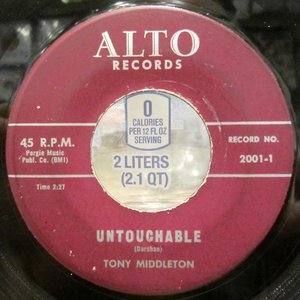 ALTO
RECORDS
0
CALORIES
PER 12 FL OZ
SERVING
2 LITERS
(2.1 QT)
45 R.P.M.
Porgie Music
Publ. Co. (BMI)
Time 2:27
RECORD NO.
2001-1
UNTOUCHABLE
(Darshan)
TONY MIDDLETON